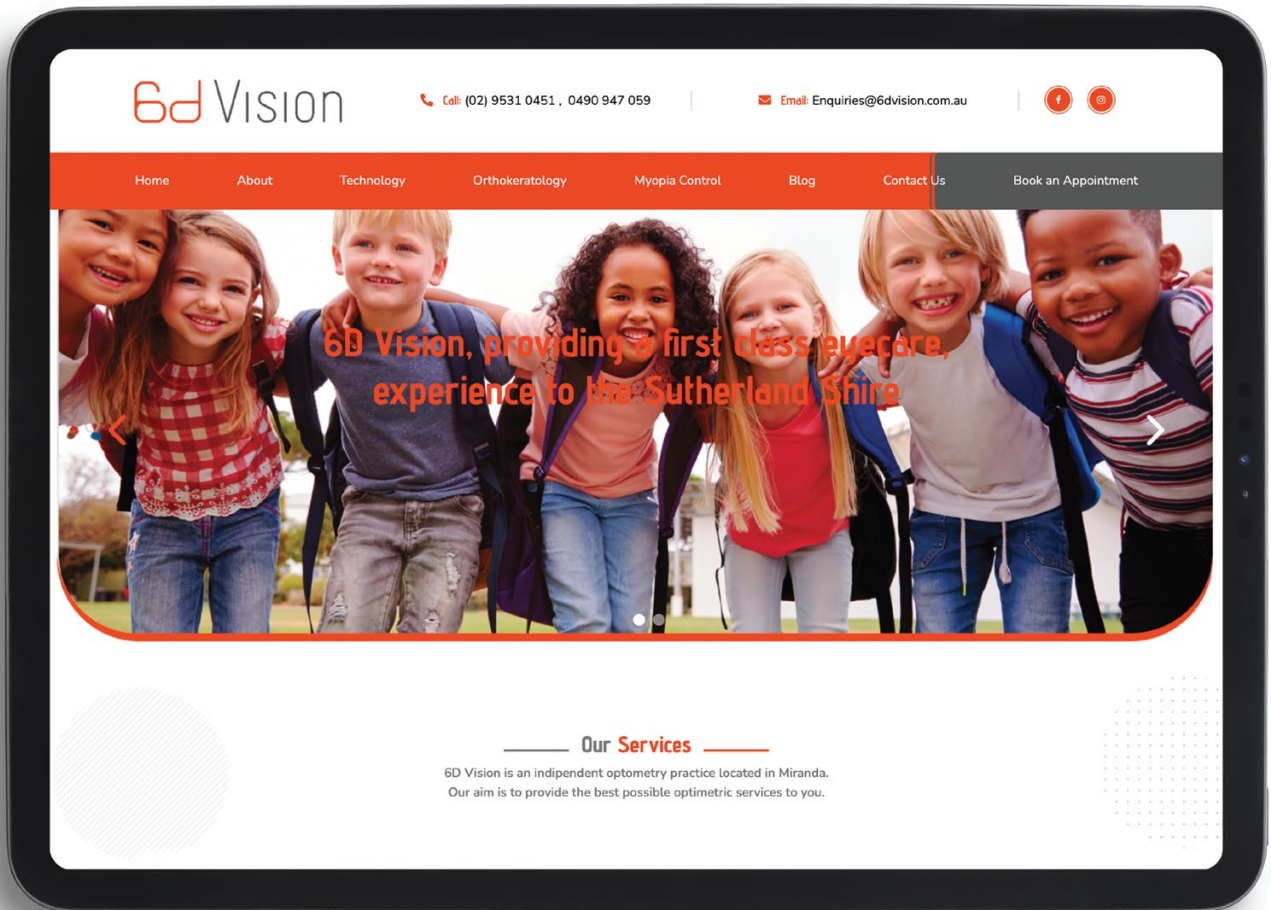 6d VISION
Call: (02) 9531 0451 , 0490 947 059
Email: Enquiries@6dvision.com.au
Home About Technology Orthokeratology Myopia Control Blog Contact Us Book an Appointment
6D Vision, providing a first class eyecare,
experience to the Sutherland Shire
Our Services
6D Vision is an indipendent optometry practice located in Miranda.
Our aim is to provide the best possible optimetric services to you.